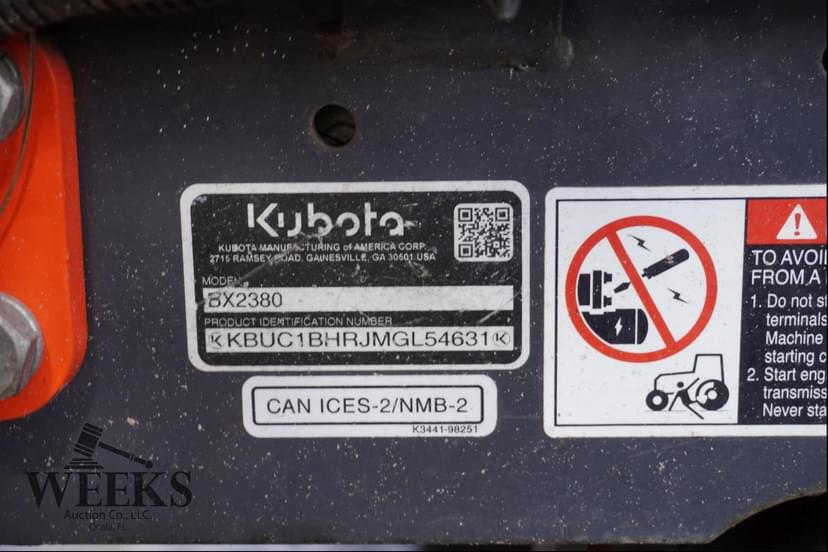 Kubota
KUBOTA MANUFACTURING of AMERICA CORP.
2715 RAMSEY ROAD, GAINESVILLE, GA 30501 USA
MODEL
BX2380
PRODUCT IDENTIFICATION NUMBER
KBUC1BHRJMGL54631
CAN ICES-2/NMB-2
K3441-98251
TO AVOI
FROM A
1. Do not st
terminals
Machine
starting c
2. Start eng
transmiss
Never sta
WEEKS
Auction Co., LLC.
Ocala, FL